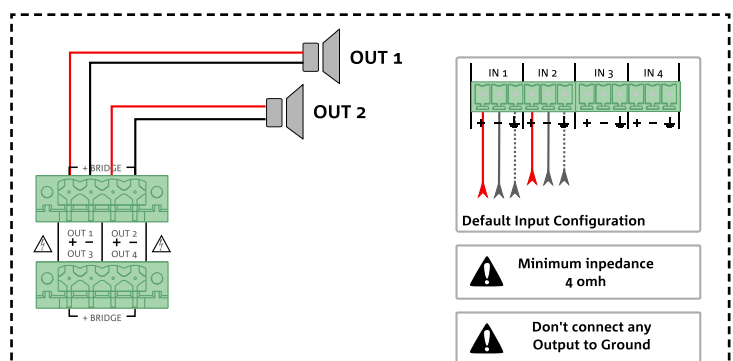 OUT 1
OUT 2
+ BRIDGE
OUT 1 OUT 2
+ - + -
OUT 3 OUT 4
+ BRIDGE
IN 1 IN 2 IN 3 IN 4
+ - + - + - + -
Default Input Configuration
Minimum inpedance
4 omh
Don't connect any
Output to Ground